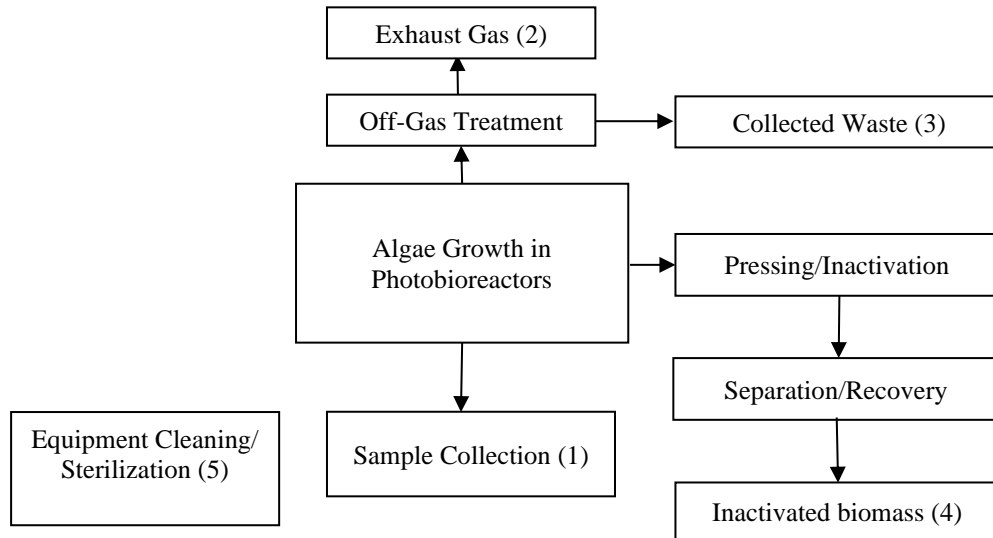 Exhaust Gas (2)
Off-Gas Treatment
Collected Waste (3)
Algae Growth in
Photobioreactors
Pressing/Inactivation
Separation/Recovery
Equipment Cleaning/
Sterilization (5)
Sample Collection (1)
Inactivated biomass (4)